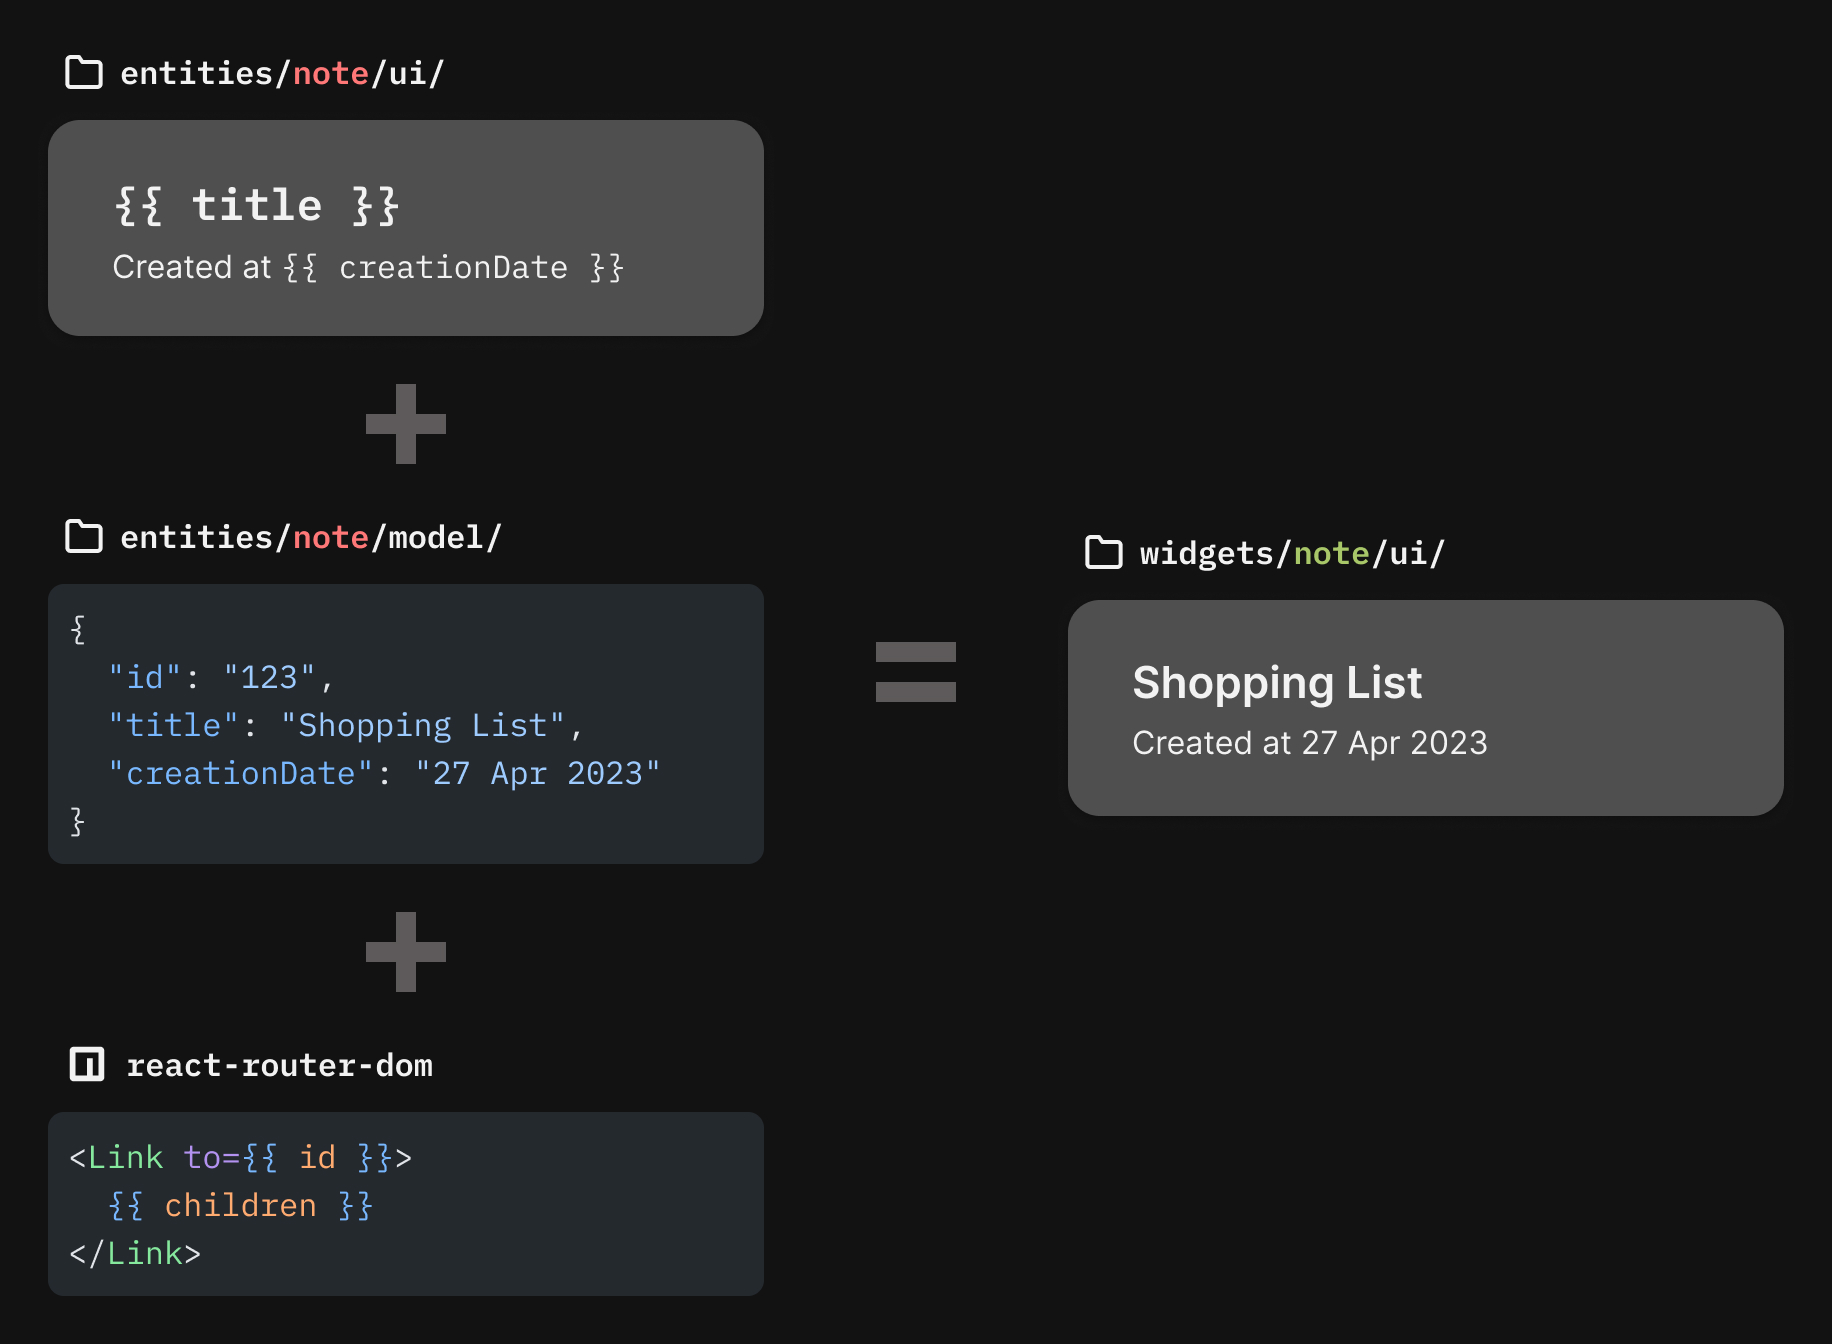 entities/note/ui/
{{ title }}
Created at {{ creationDate }}
entities/note/model/
{
  "id": "123",
  "title": "Shopping List",
  "creationDate": "27 Apr 2023"
}
react-router-dom
<Link to={{ id }}>
  {{ children }}
</Link>
widgets/note/ui/
Shopping List
Created at 27 Apr 2023